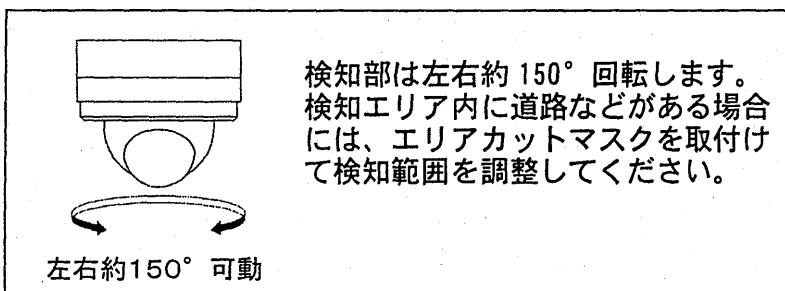 検知部は左右約150°回転します。
検知エリア内に道路などがある場合
には、エリアカットマスクを取付け
て検知範囲を調整してください。
左右約150°可動